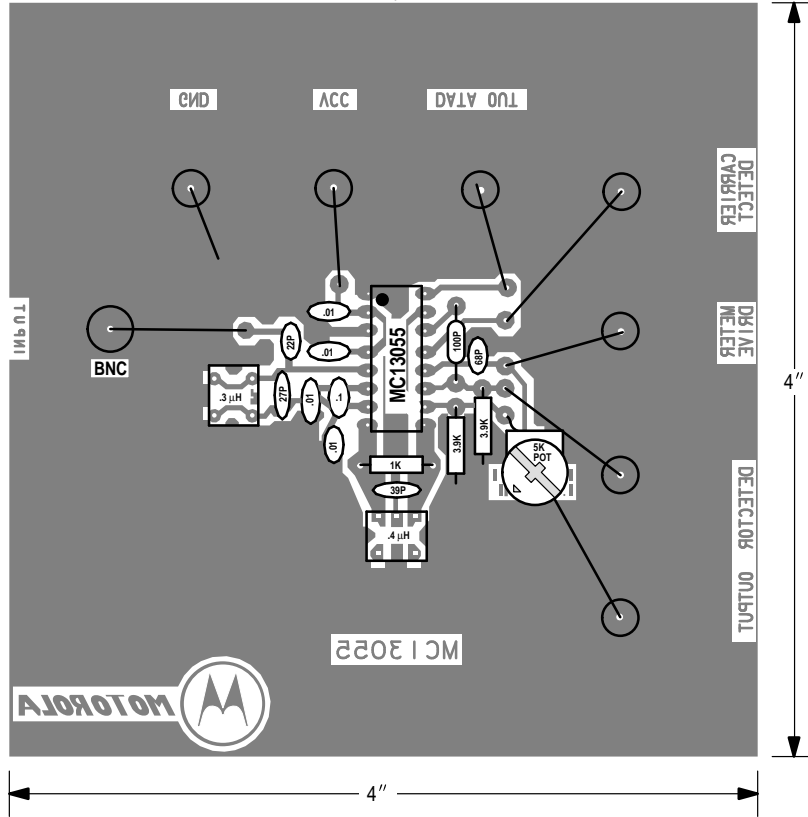 GND VCC DATA OUT
CARRIER
DETECT
INPUT
BNC
METER
DRIVE
.01
.01
22P
100P
68P
MC13055
.3 µH
27P
.01
.1
.01
3.9K
3.9K
1K
39P
5K
POT
.4 µH
DETECTOR OUTPUT
MC13055
MOTOROLA
4″
4″